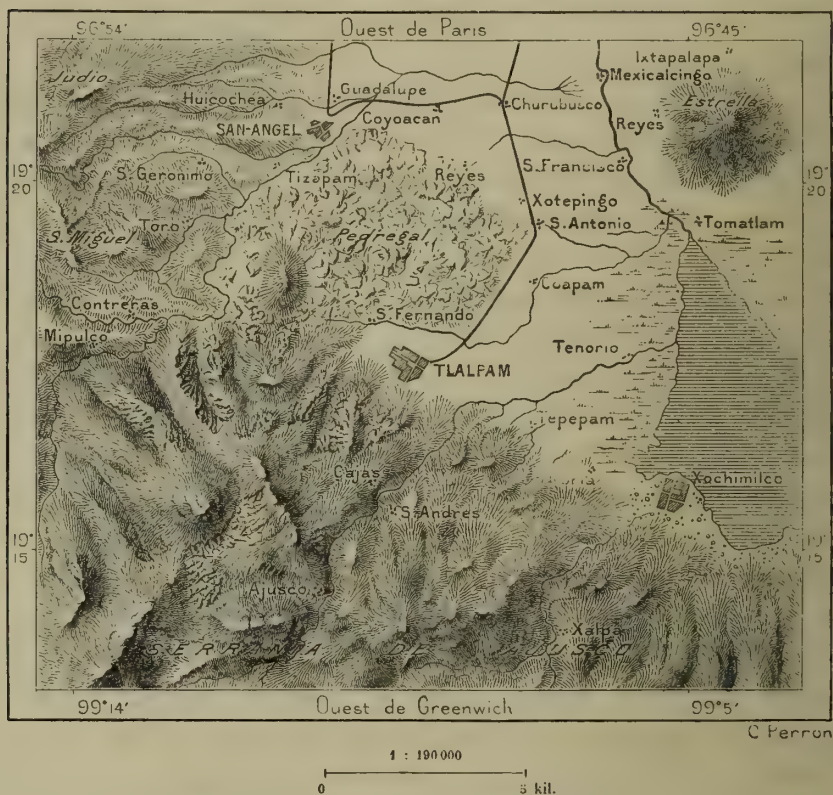 96°54'
Ouest de Paris
96°45'
Judio
Ixtapalapa
Mexicalcingo
Huicochea
Guadalupe
Churubusco
Estrella
Coyoacan
Reyes
SAN-ANGEL
19°
20
S. Geronimo
Tizapam
Reyes
S. Francisco
19°
20
Xotepingo
Toro
S. Antonio
Tomatlam
S. Miguel
Pedregal
Coapam
Contreras
S. Fernando
Mipulco
Tenorio
TLALPAM
Tepepam
Cajas
Xochimilco
S. Andres
19°
15
19°
15
Ajusco
Xalpa
SERRANIA DE AJUSCO
99°14'
Ouest de Greenwich
99°5'
C Perron
1 : 190 000
0
5 kil.